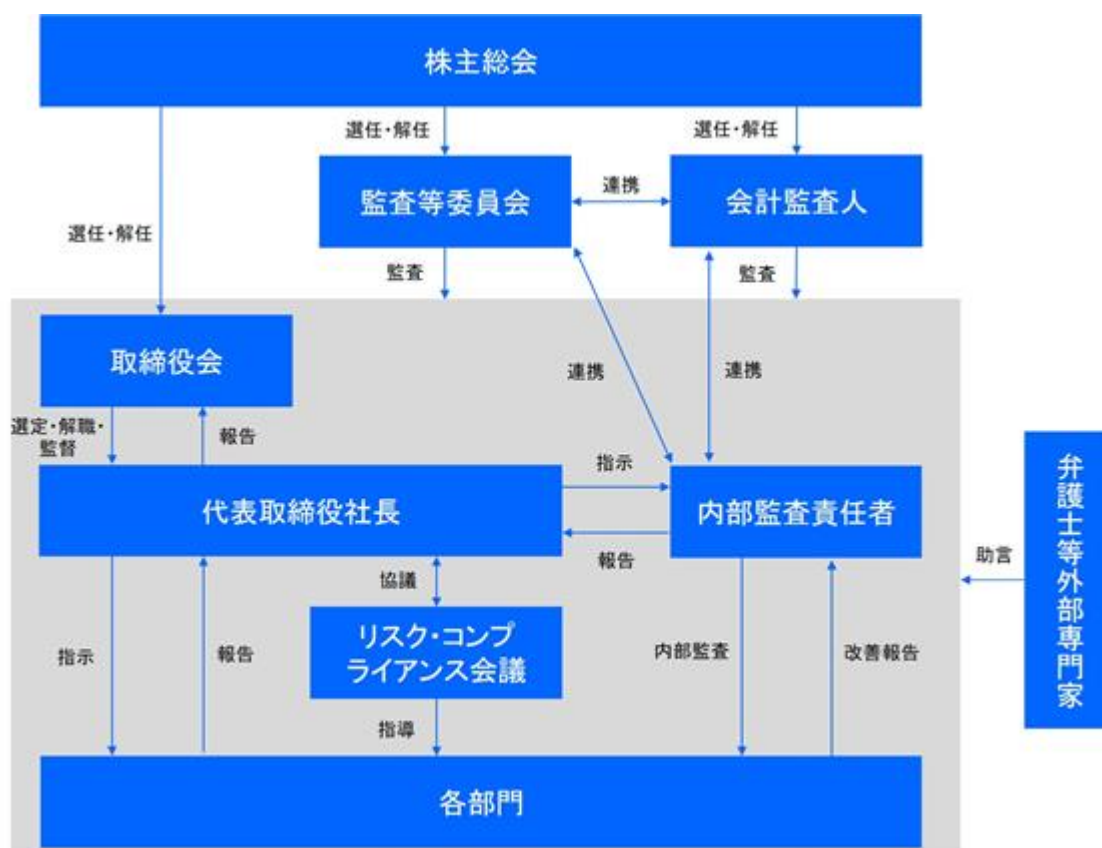 株主総会
選任・解任
選任・解任
選任・解任
監査等委員会
連携
会計監査人
監査
監査
取締役会
連携
連携
選定・解職・
監督
報告
代表取締役社長
指示
内部監査責任者
報告
弁護士等外部専門家
助言
協議
リスク・コンプ
ライアンス会議
指示
報告
内部監査
改善報告
指導
各部門